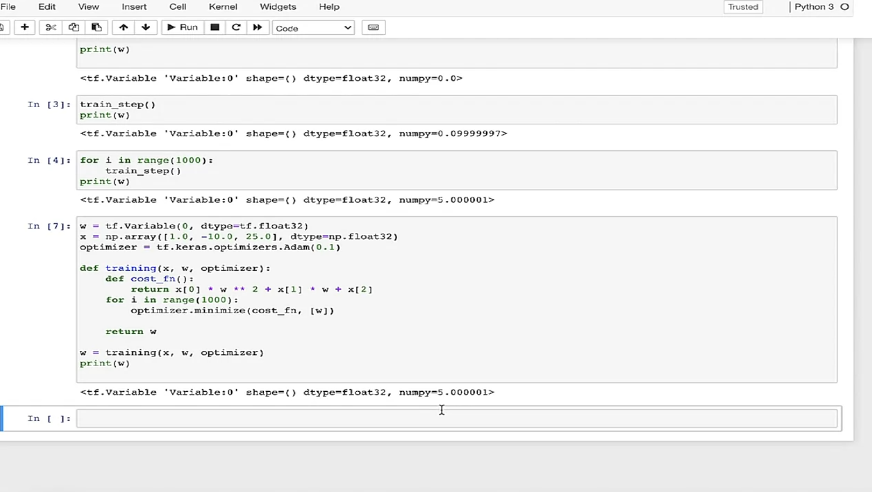 File Edit View Insert Cell Kernel Widgets Help Trusted Python 3
Run Code
print(w)
<tf.Variable 'Variable:0' shape=() dtype=float32, numpy=0.0>
In [3]: train_step()
print(w)
<tf.Variable 'Variable:0' shape=() dtype=float32, numpy=0.09999997>
In [4]: for i in range(1000):
train_step()
print(w)
<tf.Variable 'Variable:0' shape=() dtype=float32, numpy=5.000001>
In [7]: w = tf.Variable(0, dtype=tf.float32)
x = np.array([1.0, -10.0, 25.0], dtype=np.float32)
optimizer = tf.keras.optimizers.Adam(0.1)
def training(x, w, optimizer):
def cost_fn():
return x[0] * w ** 2 + x[1] * w + x[2]
for i in range(1000):
optimizer.minimize(cost_fn, [w])
return w
w = training(x, w, optimizer)
print(w)
<tf.Variable 'Variable:0' shape=() dtype=float32, numpy=5.000001>
In [ ]: